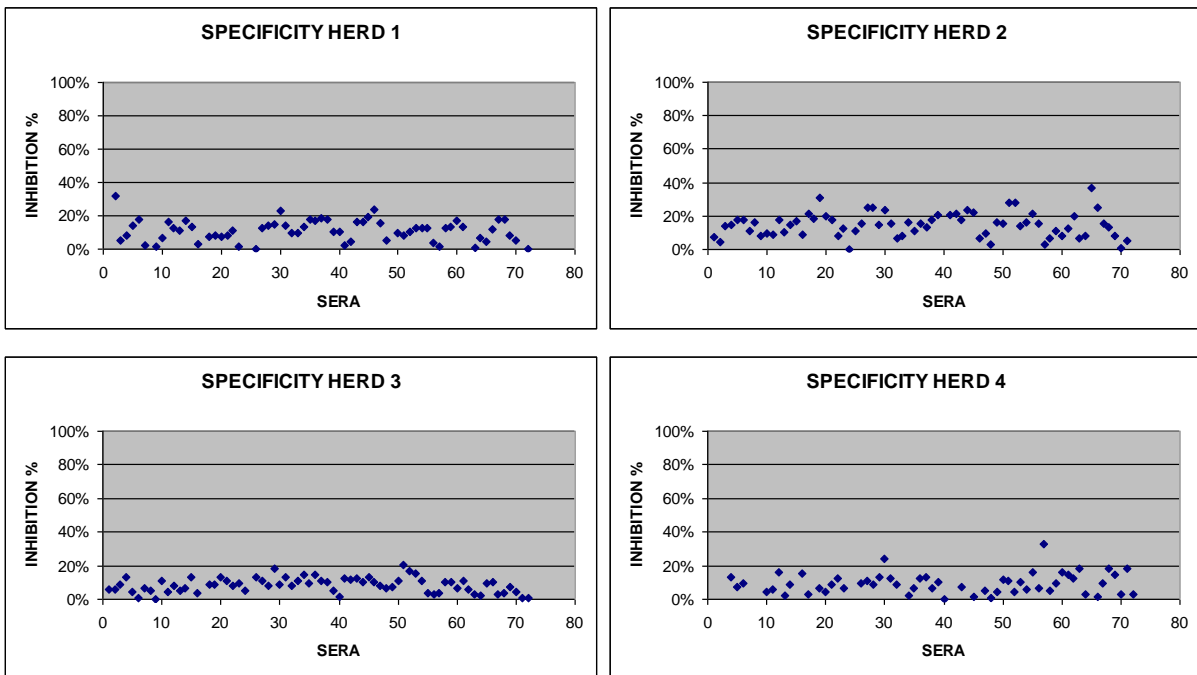 SPECIFICITY HERD 1
100%
80%
60%
40%
20%
0%
INHIBITION %
0 10 20 30 40 50 60 70 80
SERA
SPECIFICITY HERD 2
100%
80%
60%
40%
20%
0%
INHIBITION %
0 10 20 30 40 50 60 70 80
SERA
SPECIFICITY HERD 3
100%
80%
60%
40%
20%
0%
INHIBITION %
0 10 20 30 40 50 60 70 80
SERA
SPECIFICITY HERD 4
100%
80%
60%
40%
20%
0%
INHIBITION %
0 10 20 30 40 50 60 70 80
SERA